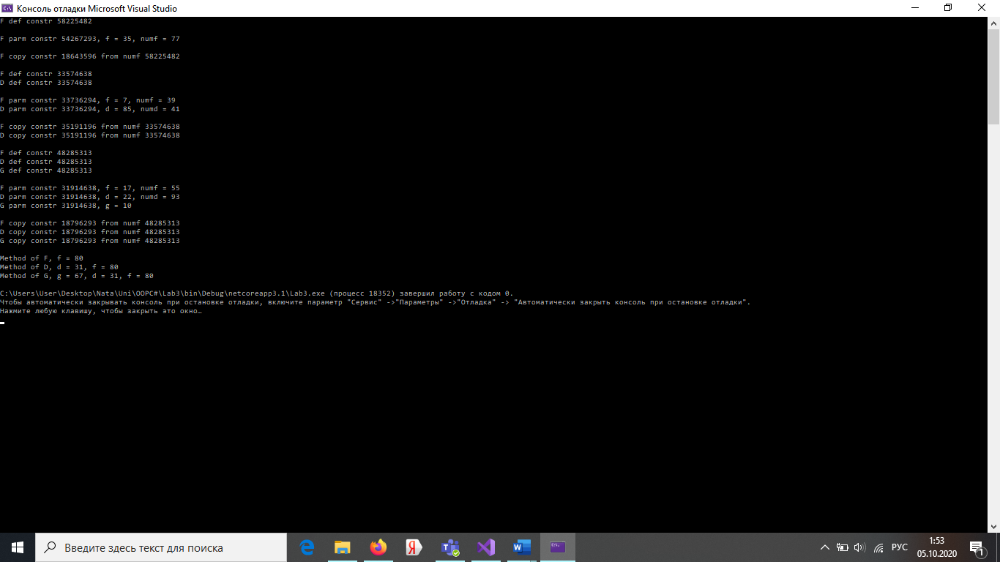 Консоль отладки Microsoft Visual Studio
F def constr 58225482
F parm constr 54267293, f = 35, numf = 77
F copy constr 18643596 from numf 58225482
F def constr 33574638
D def constr 33574638
F parm constr 33736294, f = 7, numf = 39
D parm constr 33736294, d = 85, numd = 41
F copy constr 35191196 from numf 33574638
D copy constr 35191196 from numf 33574638
F def constr 48285313
D def constr 48285313
G def constr 48285313
F parm constr 31914638, f = 17, numf = 55
D parm constr 31914638, d = 22, numd = 93
G parm constr 31914638, g = 10
F copy constr 18796293 from numf 48285313
D copy constr 18796293 from numf 48285313
G copy constr 18796293 from numf 48285313
Method of F, f = 80
Method of D, d = 31, f = 80
Method of G, g = 67, d = 31, f = 80
C:\Users\User\Desktop\Nata\Uni\OOPC#\Lab3\bin\Debug\netcoreapp3.1\Lab3.exe (процесс 18352) завершил работу с кодом 0.
Чтобы автоматически закрывать консоль при остановке отладки, включите параметр "Сервис" ->"Параметры" ->"Отладка" -> "Автоматически закрыть консоль при остановке отладки".
Нажмите любую клавишу, чтобы закрыть это окно…
Введите здесь текст для поиска
РУС
1:53
05.10.2020
1